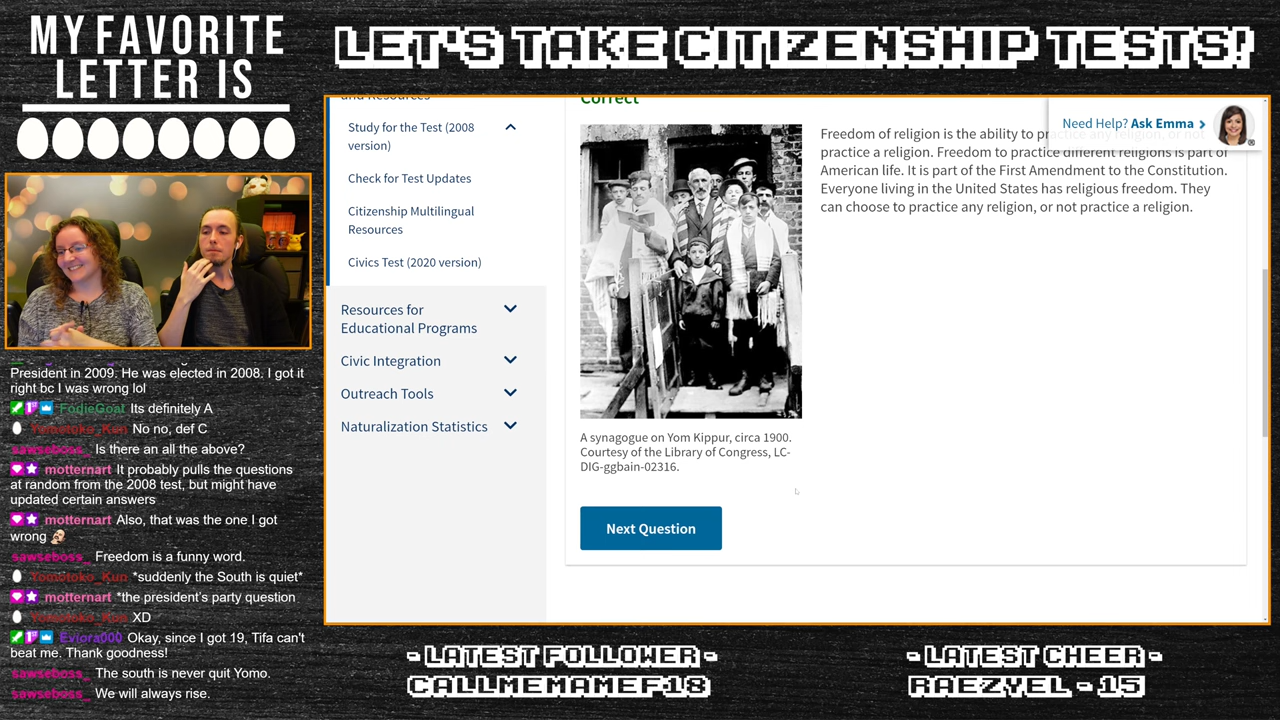 MY FAVORITE
LETTER IS
LET'S TAKE CITIZENSHIP TESTS!
and Resources
Study for the Test (2008
version)
Check for Test Updates
Citizenship Multilingual
Resources
Civics Test (2020 version)
Resources for
Educational Programs
Civic Integration
Outreach Tools
Naturalization Statistics
Correct
Need Help? Ask Emma
Freedom of religion is the ability to practice any religion, or not
practice a religion. Freedom to practice different religions is part of
American life. It is part of the First Amendment to the Constitution.
Everyone living in the United States has religious freedom. They
can choose to practice any religion, or not practice a religion.
A synagogue on Yom Kippur, circa 1900.
Courtesy of the Library of Congress, LC-
DIG-ggbain-02316.
Next Question
President in 2009. He was elected in 2008. I got it
right bc I was wrong lol
FodieGoat Its definitely A
Yomotoko_Kun No no, def C
sawseboss_ Is there an all the above?
motternart It probably pulls the questions
at random from the 2008 test, but might have
updated certain answers
motternart Also, that was the one I got
wrong
sawseboss_ Freedom is a funny word.
Yomotoko_Kun *suddenly the South is quiet*
motternart *the president's party question
Yomotoko_Kun XD
Eviora000 Okay, since I got 19, Tifa can't
beat me. Thank goodness!
sawseboss_ The south is never quit Yomo.
sawseboss_ We will always rise.
- LATEST FOLLOWER -
CALLMEMAMEF18
- LATEST CHEER -
RAEZYEL - 15